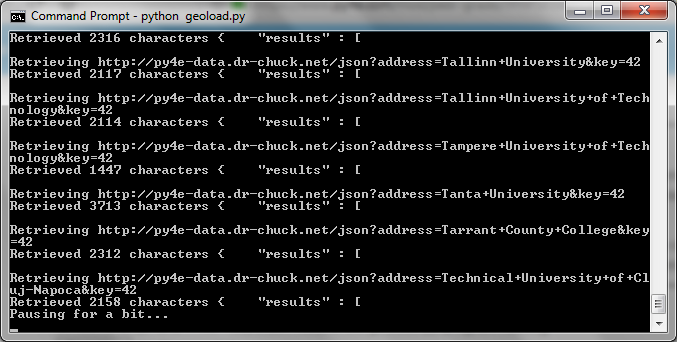 Command Prompt - python  geoload.py
Retrieved 2316 characters {    "results" : [
Retrieving http://py4e-data.dr-chuck.net/json?address=Tallinn+University&key=42
Retrieved 2117 characters {    "results" : [
Retrieving http://py4e-data.dr-chuck.net/json?address=Tallinn+University+of+Tech
nology&key=42
Retrieved 2114 characters {    "results" : [
Retrieving http://py4e-data.dr-chuck.net/json?address=Tampere+University+of+Tech
nology&key=42
Retrieved 1447 characters {    "results" : [
Retrieving http://py4e-data.dr-chuck.net/json?address=Tanta+University&key=42
Retrieved 3713 characters {    "results" : [
Retrieving http://py4e-data.dr-chuck.net/json?address=Tarrant+County+College&key
=42
Retrieved 2312 characters {    "results" : [
Retrieving http://py4e-data.dr-chuck.net/json?address=Technical+University+of+Cl
uj-Napoca&key=42
Retrieved 2158 characters {    "results" : [
Pausing for a bit...